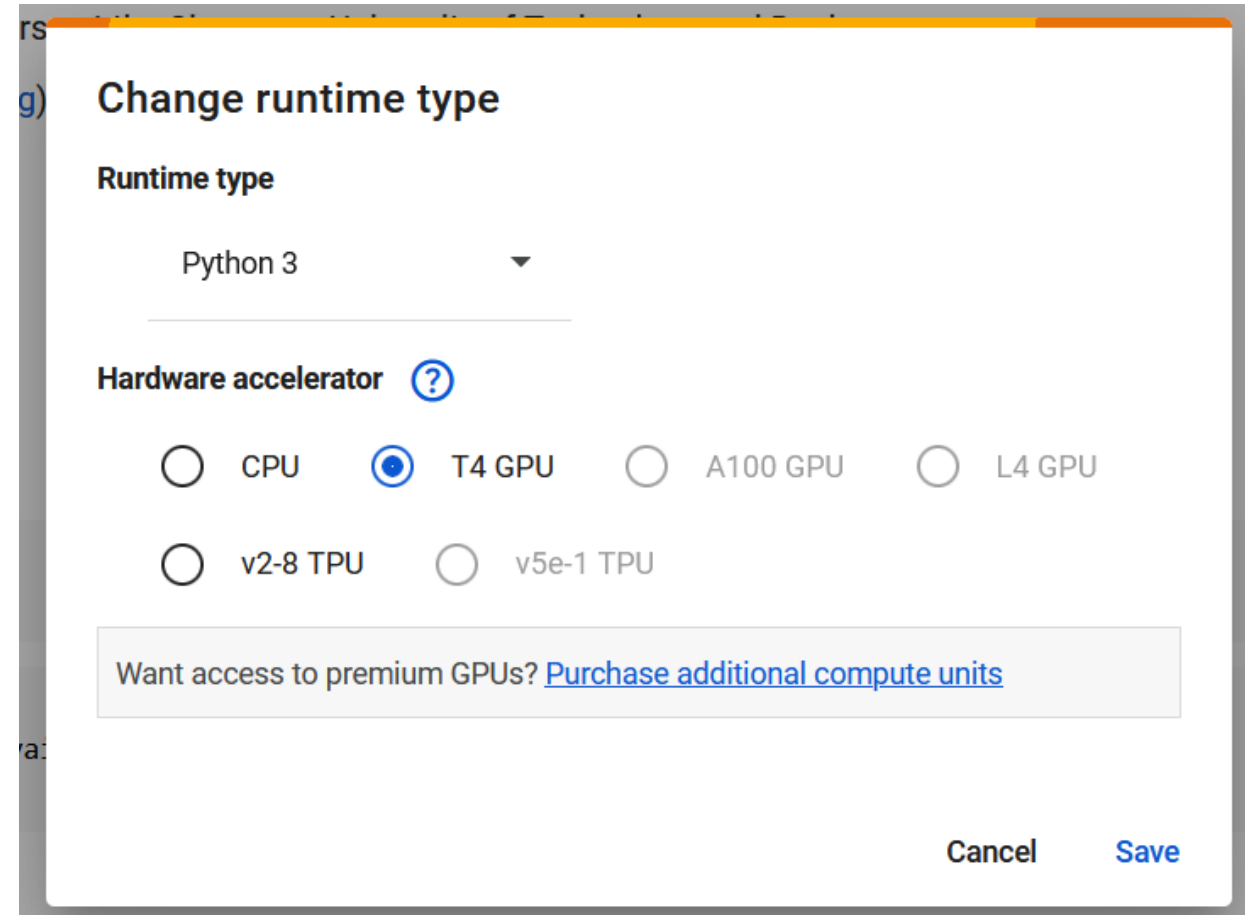 rs
g)
Change runtime type
Runtime type
Python 3
Hardware accelerator ?
CPU T4 GPU A100 GPU L4 GPU
v2-8 TPU v5e-1 TPU
Want access to premium GPUs? Purchase additional compute units
Cancel Save